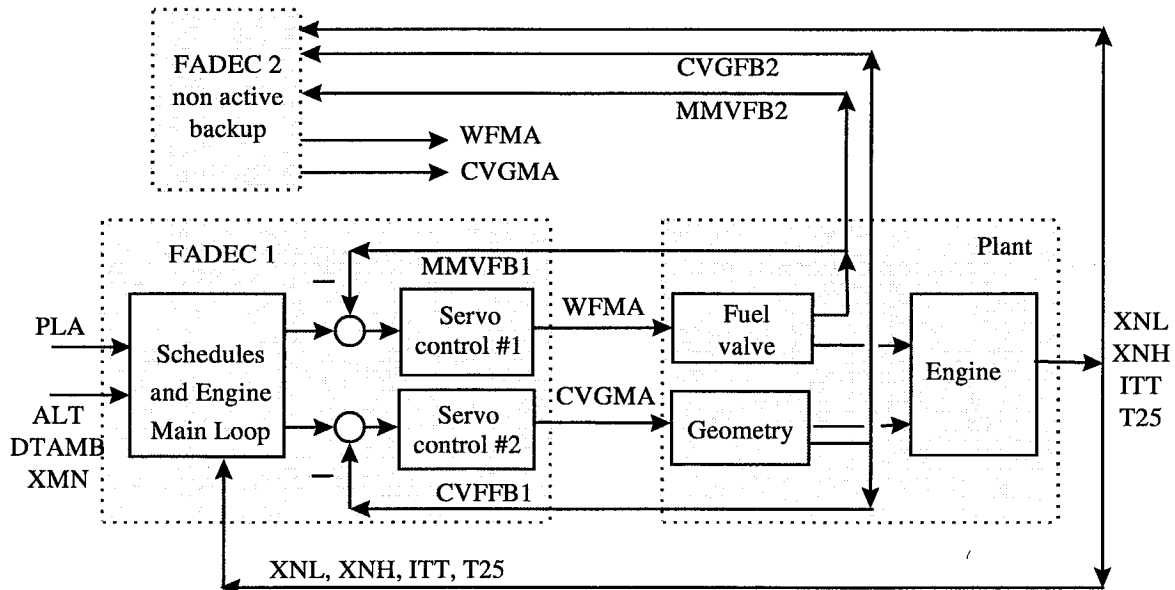 FADEC 2
non active
backup
CVGFB2
MMVFB2
WFMA
CVGMA
FADEC 1
MMVFB1
Plant
PLA
ALT
DTAMB
XMN
Schedules
and Engine
Main Loop
Servo
control #1
WFMA
Fuel
valve
Servo
control #2
CVGMA
Geometry
Engine
XNL
XNH
ITT
T25
CVFFB1
XNL, XNH, ITT, T25